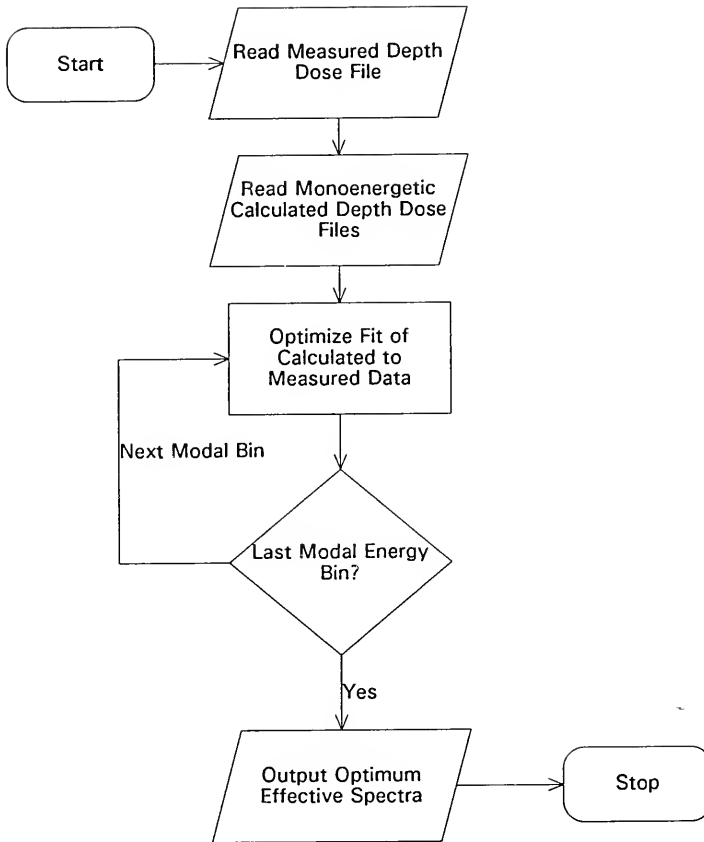 Start
Read Measured Depth
Dose File
Read Monoenergetic
Calculated Depth Dose
Files
Optimize Fit of
Calculated to
Measured Data
Next Modal Bin
Last Modal Energy
Bin?
Yes
Output Optimum
Effective Spectra
Stop